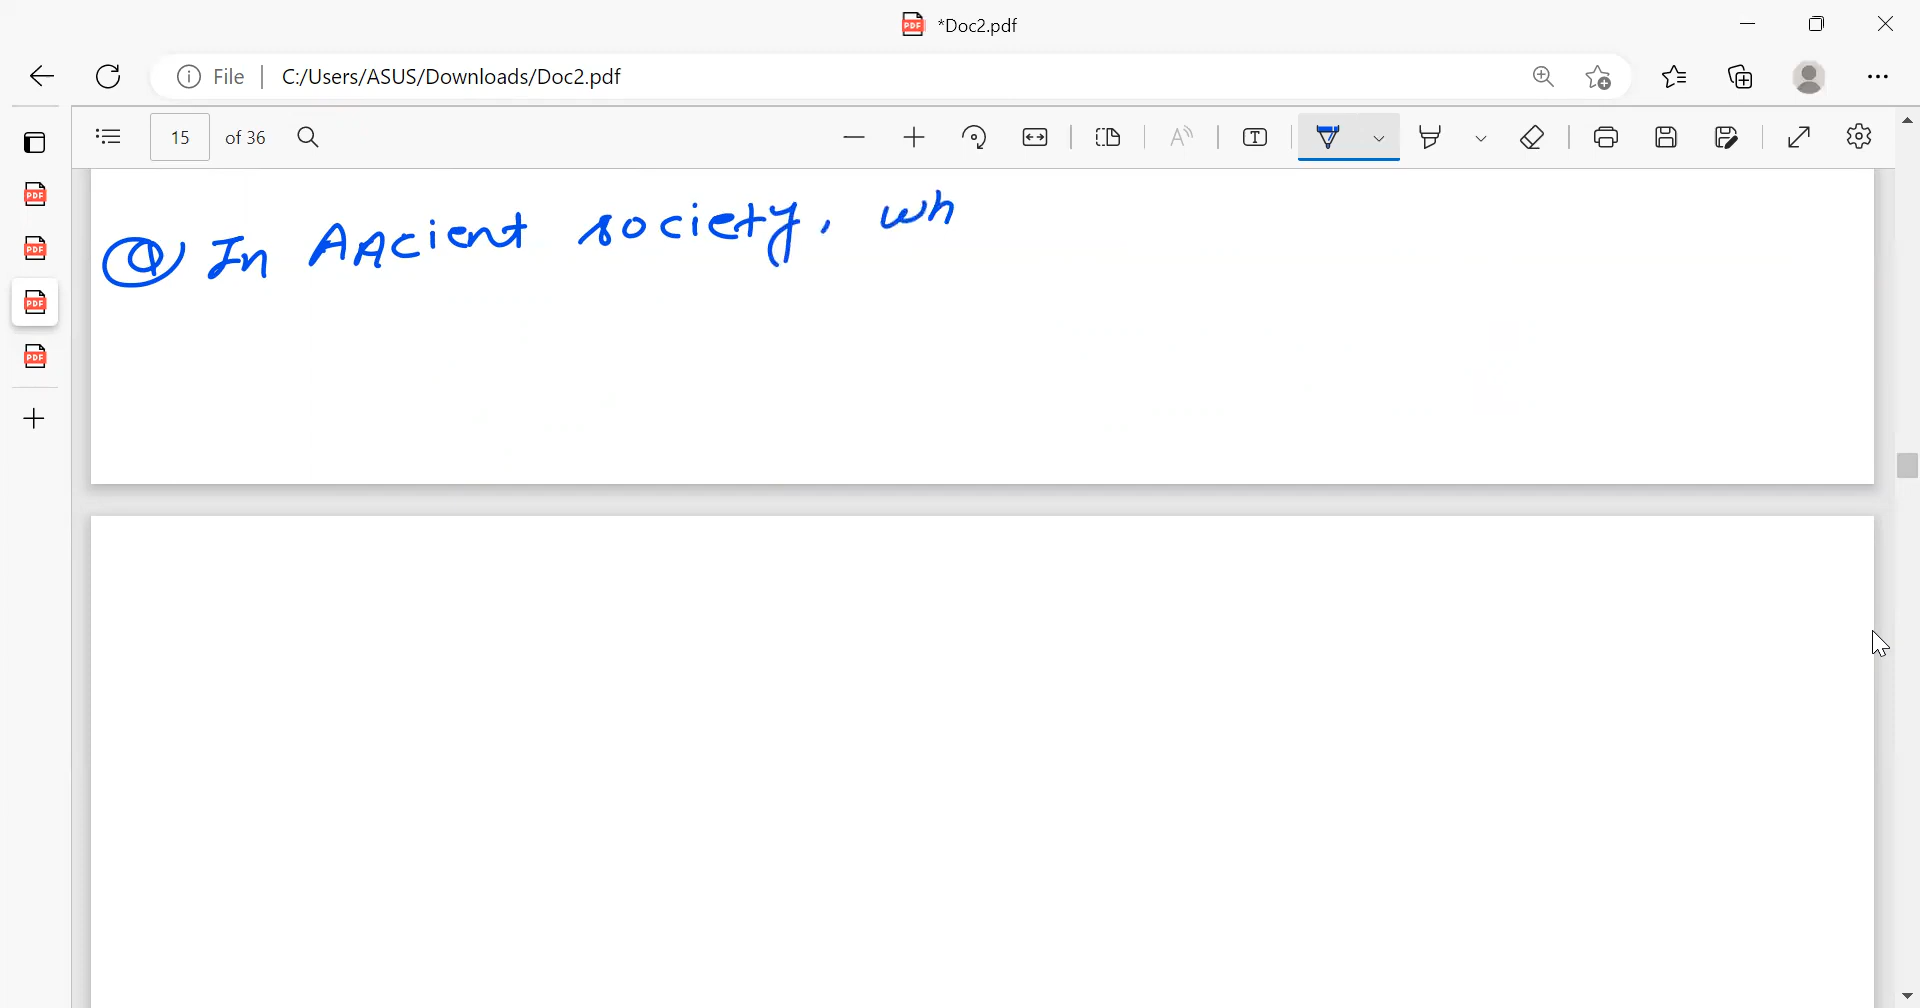 *Doc2.pdf
File | C:/Users/ASUS/Downloads/Doc2.pdf
15 of 36
Q In AAcient society, wh